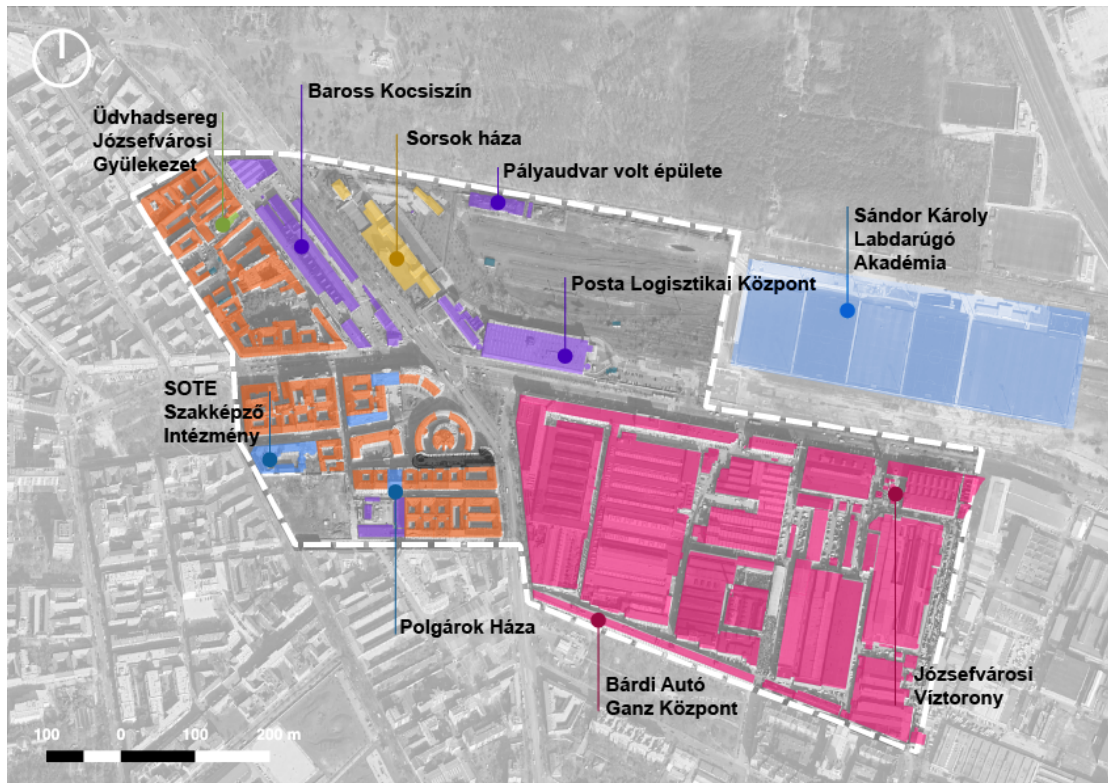 Baross Kocsiszín
Üdvhadsereg
Józsefvárosi
Gyülekezet
Sorsok háza
Pályaudvar volt épülete
Sándor Károly
Labdarúgó
Akadémia
Posta Logisztikai Központ
SOTE
Szakképző
Intézmény
Polgárok Háza
Bárdi Autó
Ganz Központ
Józsefvárosi
Víztorony
100 0 100 200 m